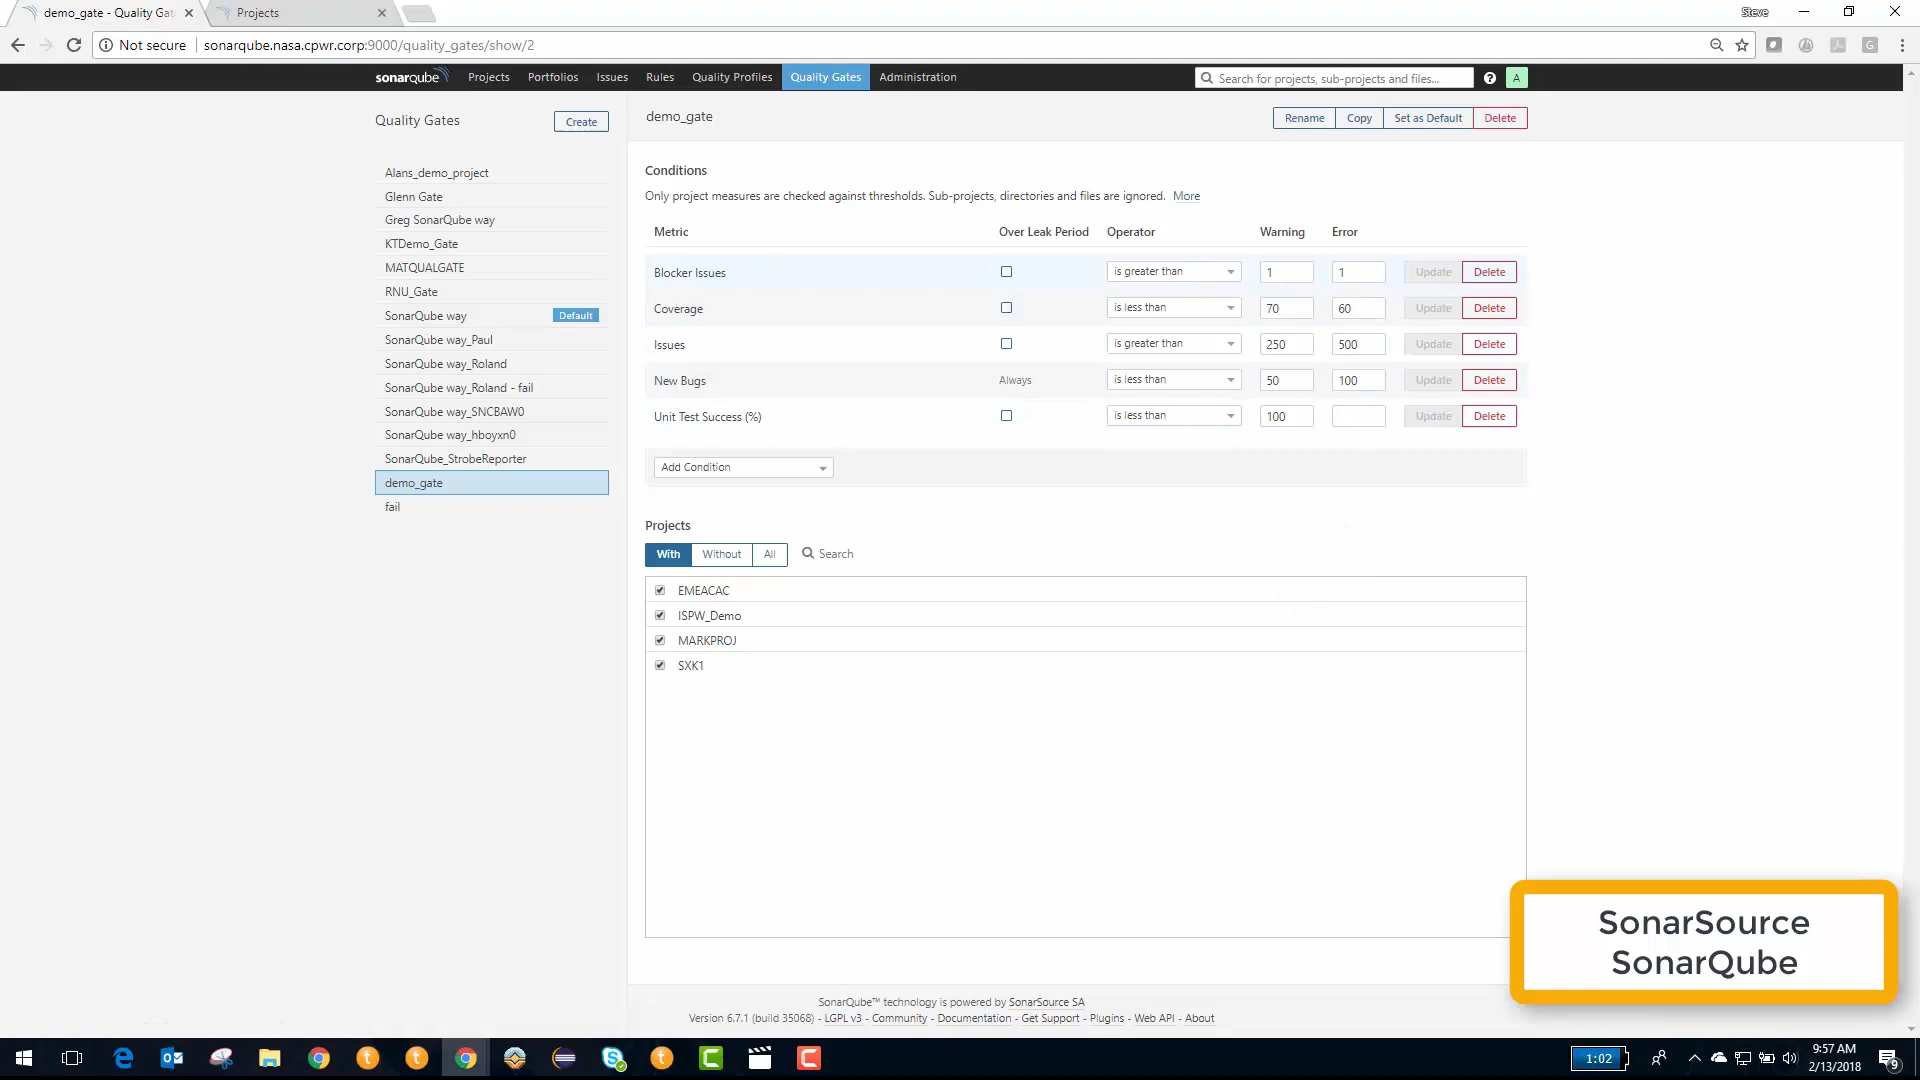 demo_gate - Quality Gat
Projects
Steve
Not secure
sonarqube.nasa.cpwr.corp:9000/quality_gates/show/2
sonarqube
Projects
Portfolios
Issues
Rules
Quality Profiles
Quality Gates
Administration
Search for projects, sub-projects and files...
A
Quality Gates
Create
demo_gate
Rename
Copy
Set as Default
Delete
Alans_demo_project
Glenn Gate
Greg SonarQube way
KTDemo_Gate
MATQUALGATE
RNU_Gate
SonarQube way
Default
SonarQube way_Paul
SonarQube way_Roland
SonarQube way_Roland - fail
SonarQube way_SNCBAW0
SonarQube way_hboyxn0
SonarQube_StrobeReporter
demo_gate
fail
Conditions
Only project measures are checked against thresholds. Sub-projects, directories and files are ignored. More
Metric Over Leak Period Operator Warning Error
Blocker Issues is greater than 1 1 Update Delete
Coverage is less than 70 60 Update Delete
Issues is greater than 250 500 Update Delete
New Bugs Always is less than 50 100 Update Delete
Unit Test Success (%) is less than 100 Update Delete
Add Condition
Projects
With Without All Search
EMEACAC
ISPW_Demo
MARKPROJ
SXK1
SonarSource
SonarQube
SonarQube™ technology is powered by SonarSource SA
Version 6.7.1 (build 35068) - LGPL v3 - Community - Documentation - Get Support - Plugins - Web API - About
1:02
9:57 AM
2/13/2018
9